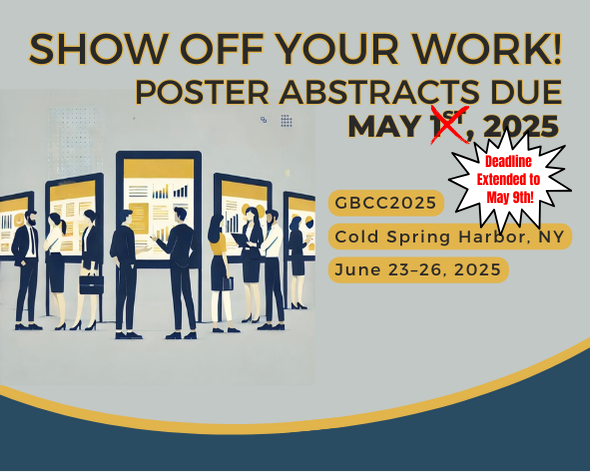 SHOW OFF YOUR WORK!
POSTER ABSTRACTS DUE
MAY 1ST, 2025
Deadline
Extended to
May 9th!
GBCC2025
Cold Spring Harbor, NY
June 23–26, 2025